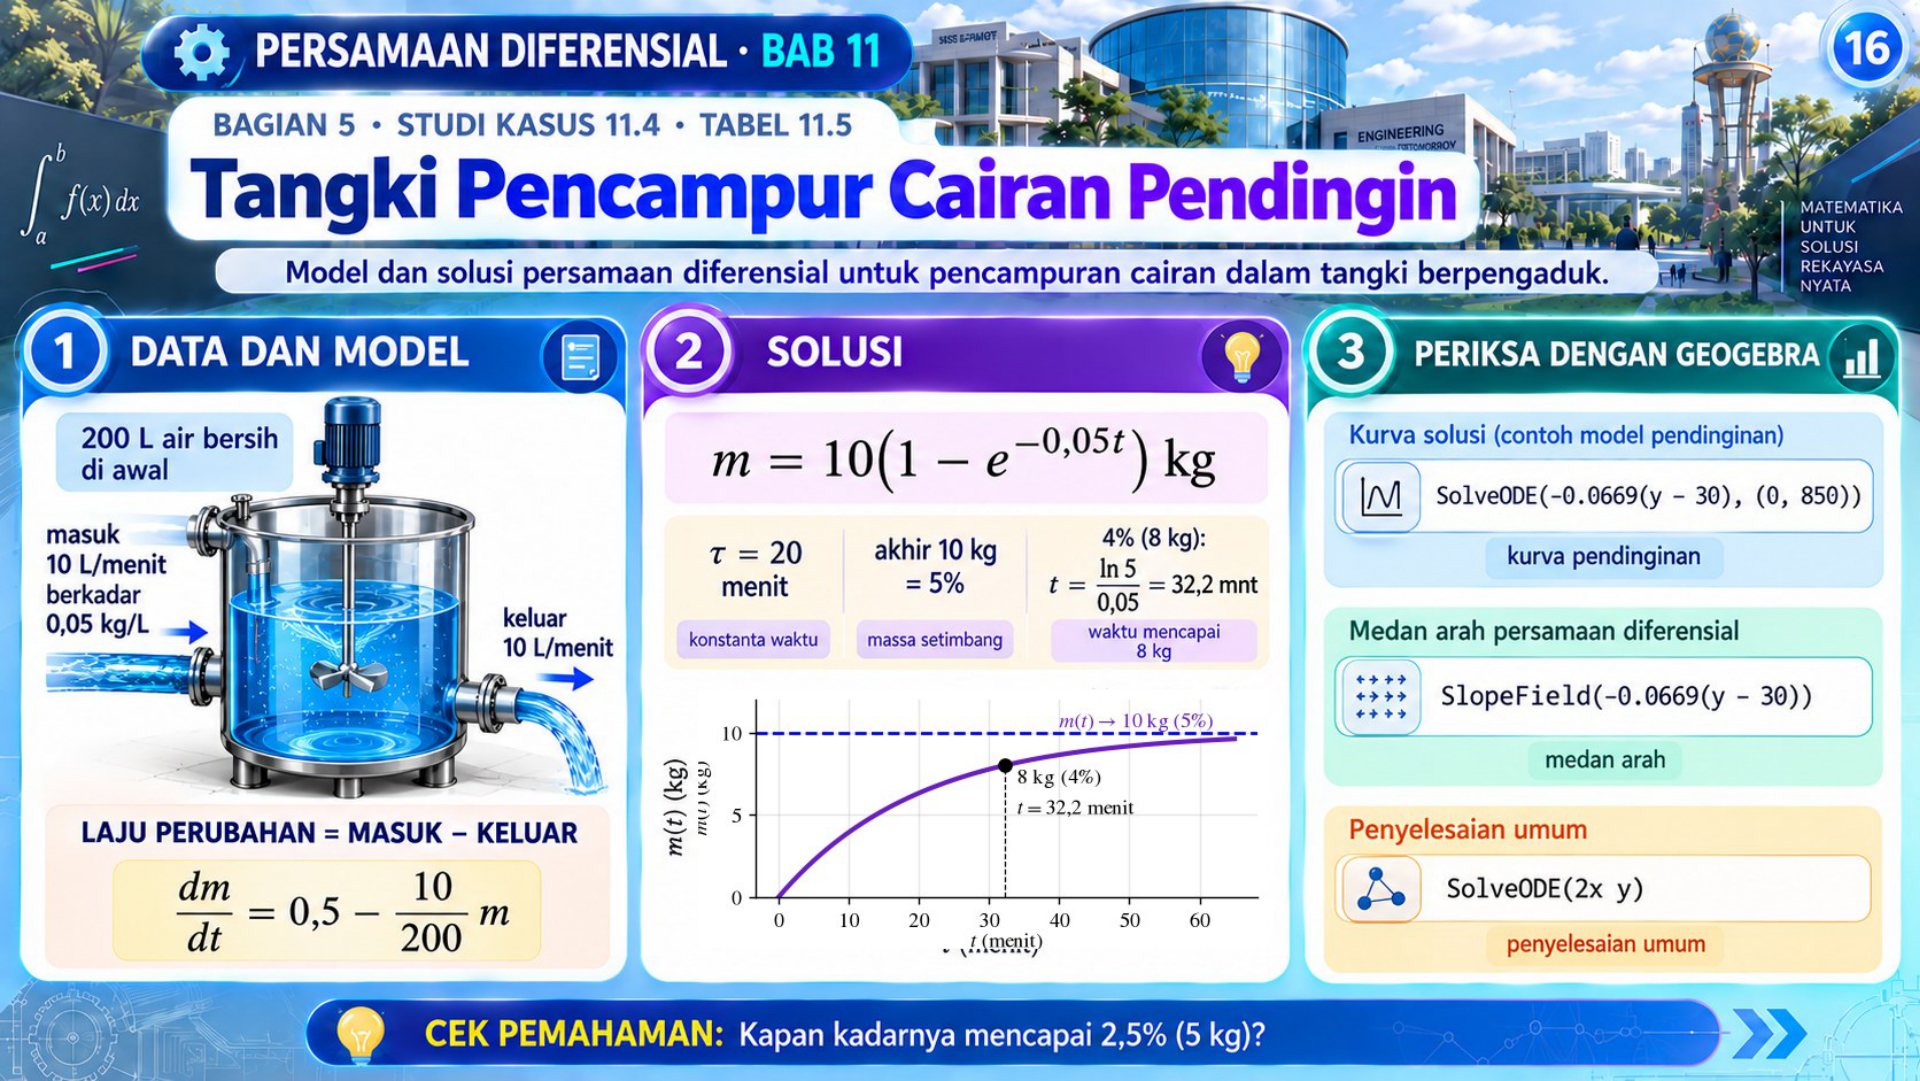 PERSAMAAN DIFERENSIAL • BAB 11
16
BAGIAN 5 • STUDI KASUS 11.4 • TABEL 11.5
Tangki Pencampur Cairan Pendingin
Model dan solusi persamaan diferensial untuk pencampuran cairan dalam tangki berpengaduk.
∫_a^b f(x) dx
ENGINEERING
MATEMATIKA
UNTUK
SOLUSI
REKAYASA
NYATA
1 DATA DAN MODEL
200 L air bersih
di awal
masuk
10 L/menit
berkadar
0,05 kg/L
keluar
10 L/menit
LAJU PERUBAHAN = MASUK – KELUAR
dm/dt = 0,5 − 10/200 m
2 SOLUSI
m = 10(1 − e^{−0,05t}) kg
τ = 20
menit
konstanta waktu
akhir 10 kg
= 5%
massa setimbang
4% (8 kg):
t = ln 5/0,05 = 32,2 mnt
waktu mencapai
8 kg
m(t) → 10 kg (5%)
8 kg (4%)
t = 32,2 menit
m(t) (kg)
m(t) (kg)
10
5
0
0 10 20 30 40 50 60
t (menit)
t (menit)
3 PERIKSA DENGAN GEOGEBRA
Kurva solusi (contoh model pendinginan)
SolveODE(-0.0669(y - 30), (0, 850))
kurva pendinginan
Medan arah persamaan diferensial
SlopeField(-0.0669(y - 30))
medan arah
Penyelesaian umum
SolveODE(2x y)
penyelesaian umum
CEK PEMAHAMAN: Kapan kadarnya mencapai 2,5% (5 kg)?